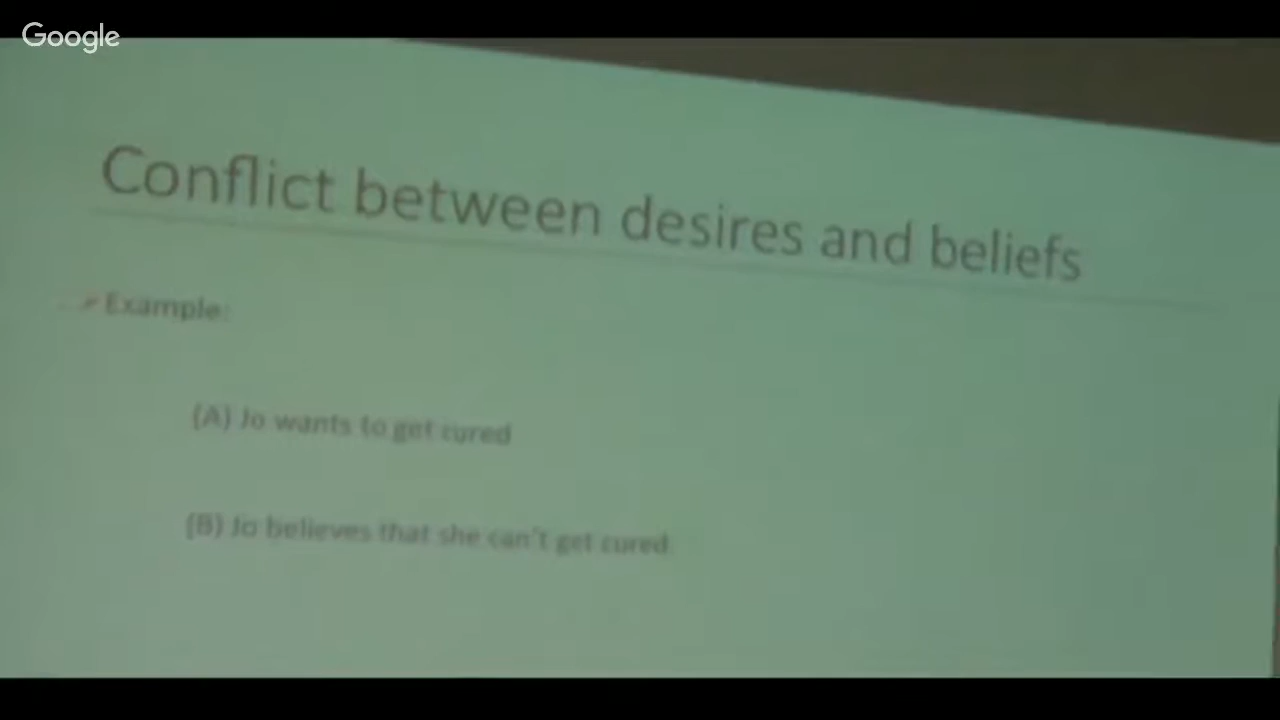 Google
Conflict between desires and beliefs
Example:
(A) Jo wants to get cured
(B) Jo believes that she can't get cured